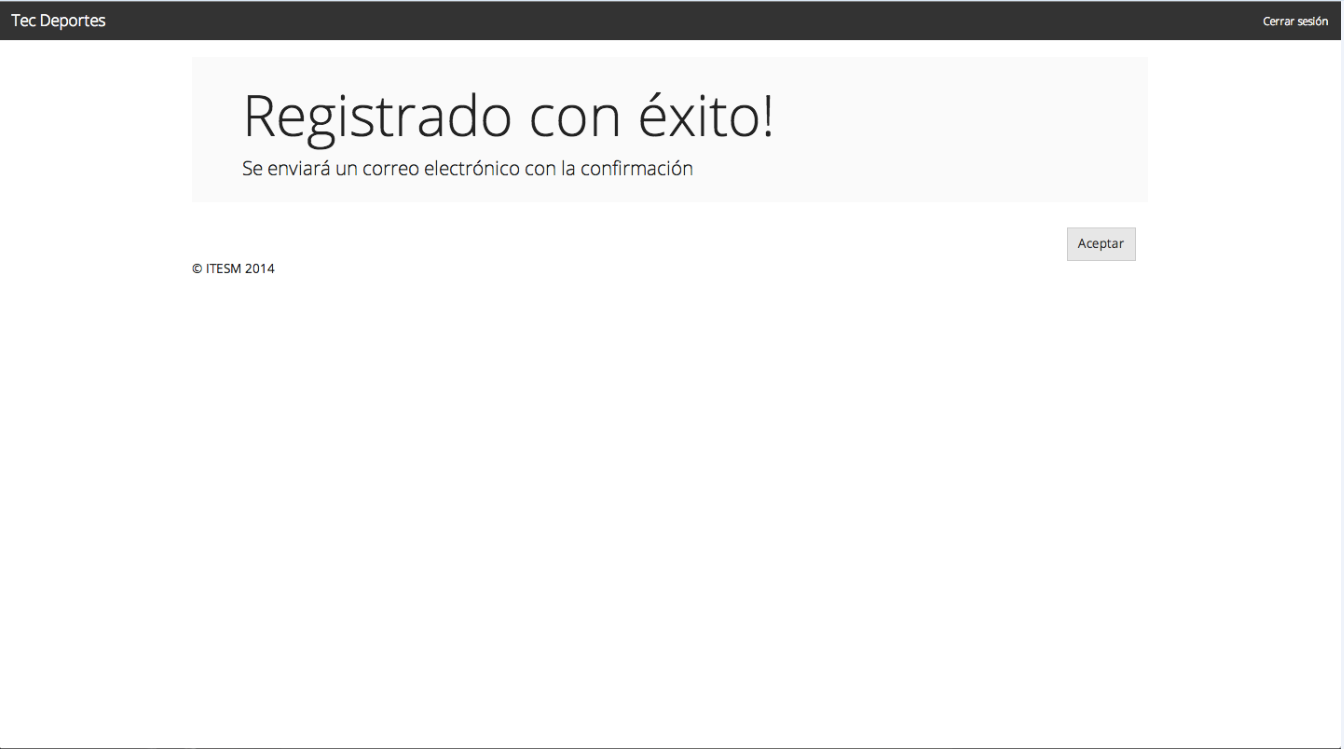 Tec Deportes
Cerrar sesión
Registrado con éxito!
Se enviará un correo electrónico con la confirmación
Aceptar
© ITESM 2014